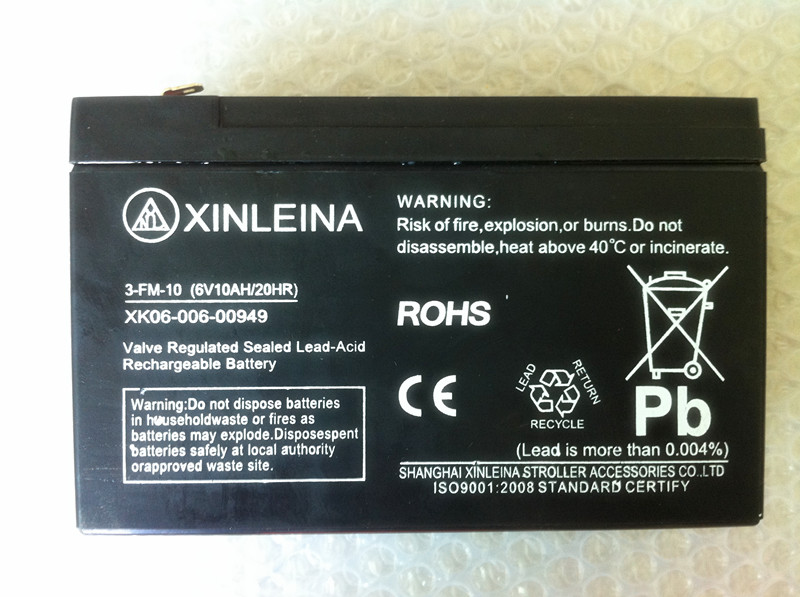 XINLEINA
3-FM-10 (6V10AH/20HR)
XK06-006-00949
Valve Regulated Sealed Lead-Acid
Rechargeable Battery
Warning:Do not dispose batteries
in householdwaste or fires as
batteries may explode.Disposespent
batteries safely at local authority
orapproved waste site.
WARNING:
Risk of fire,explosion,or burns.Do not
disassemble,heat above 40°C or incinerate.
ROHS
CE
LEAD
RETURN
RECYCLE
Pb
(Lead is more than 0.004%)
SHANGHAI XINLEINA STROLLER ACCESSORIES CO.,LTD
ISO9001:2008 STANDARD CERTIFY